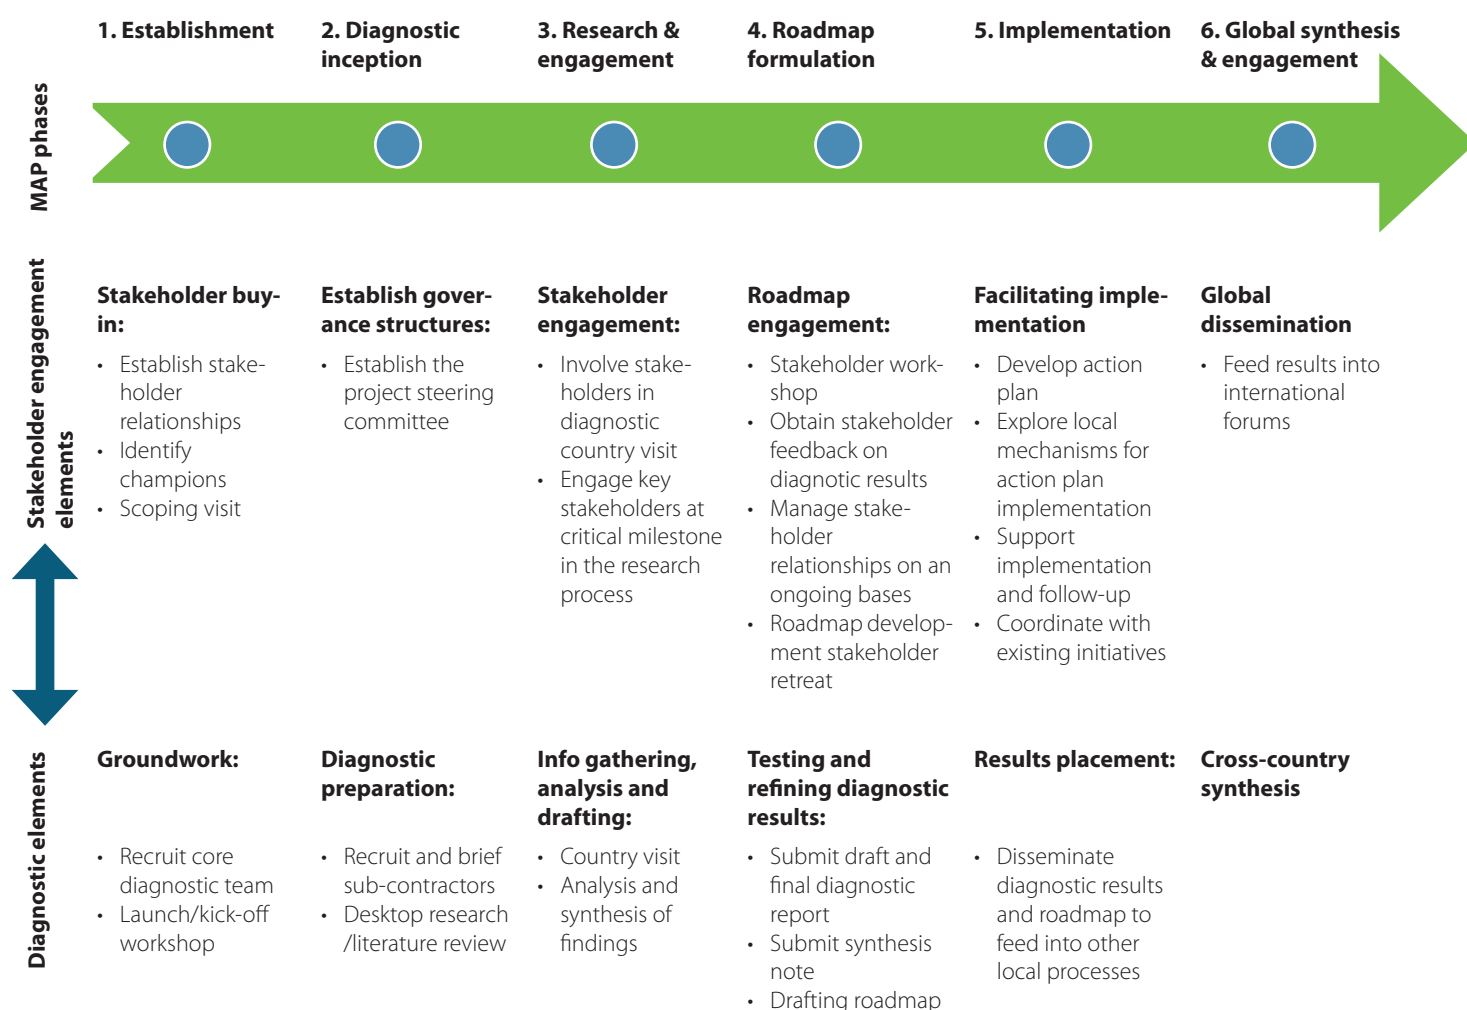 1. Establishment
2. Diagnostic
inception
3. Research &
engagement
4. Roadmap
formulation
5. Implementation
6. Global synthesis
& engagement
MAP phases
Stakeholder engagement
elements
Stakeholder buy-
in:
• Establish stake-
holder
relationships
• Identify
champions
• Scoping visit
Establish gover-
ance structures:
• Establish the
project steering
committee
Stakeholder
engagement:
• Involve stake-
holders in
diagnostic
country visit
• Engage key
stakeholders at
critical milestone
in the research
process
Roadmap
engagement:
• Stakeholder work-
shop
• Obtain stakeholder
feedback on
diagnotic results
• Manage stake-
holder
relationships on an
ongoing bases
• Roadmap develop-
ment stakeholder
retreat
Facilitating imple-
mentation
• Develop action
plan
• Explore local
mechanisms for
action plan
implementation
• Support
implementation
and follow-up
• Coordinate with
existing initiatives
Global
dissemination
• Feed results into
international
forums
Diagnostic elements
Groundwork:
• Recruit core
diagnostic team
• Launch/kick-off
workshop
Diagnostic
preparation:
• Recruit and brief
sub-contractors
• Desktop research
/literature review
Info gathering,
analysis and
drafting:
• Country visit
• Analysis and
synthesis of
findings
Testing and
refining diagnostic
results:
• Submit draft and
final diagnostic
report
• Submit synthesis
note
• Drafting roadmap
Results placement:
• Disseminate
diagnostic results
and roadmap to
feed into other
local processes
Cross-country
synthesis